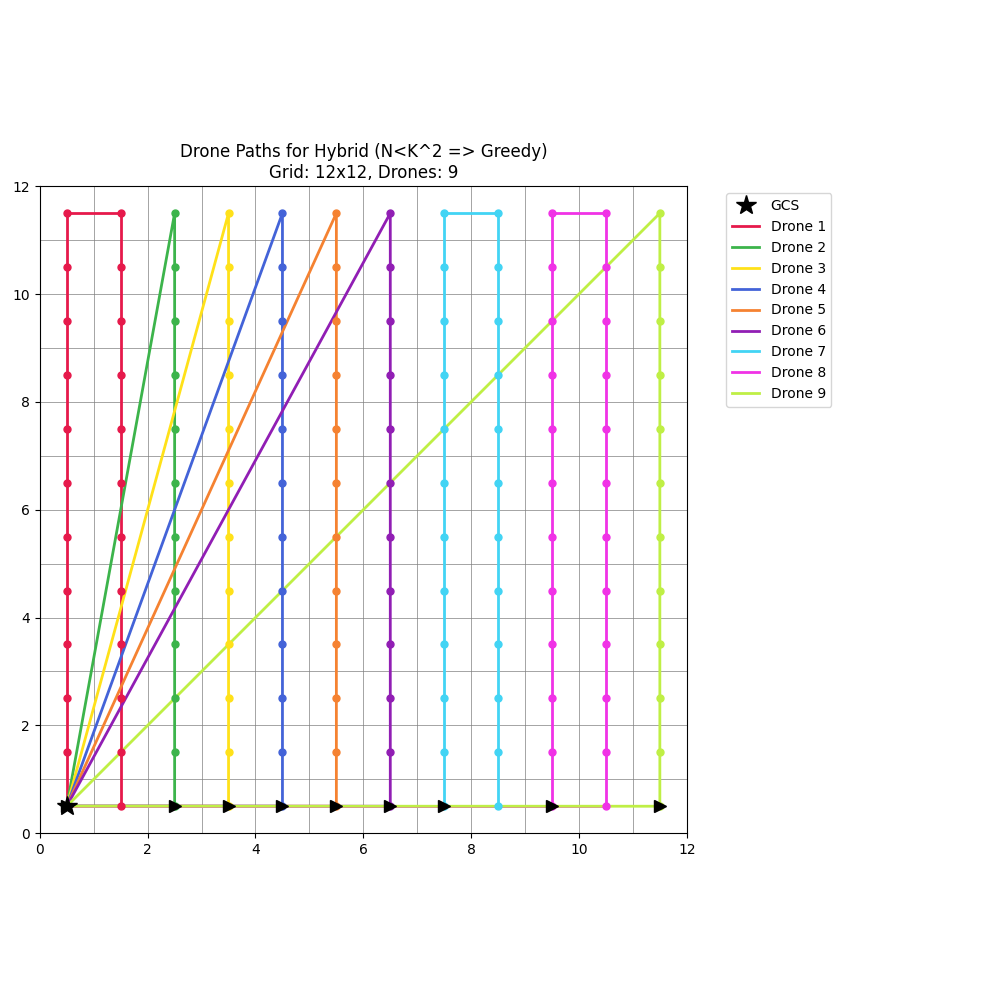 Drone Paths for Hybrid (N<K^2 => Greedy)
Grid: 12x12, Drones: 9
12
10
8
6
4
2
0
0 2 4 6 8 10 12
GCS
Drone 1
Drone 2
Drone 3
Drone 4
Drone 5
Drone 6
Drone 7
Drone 8
Drone 9